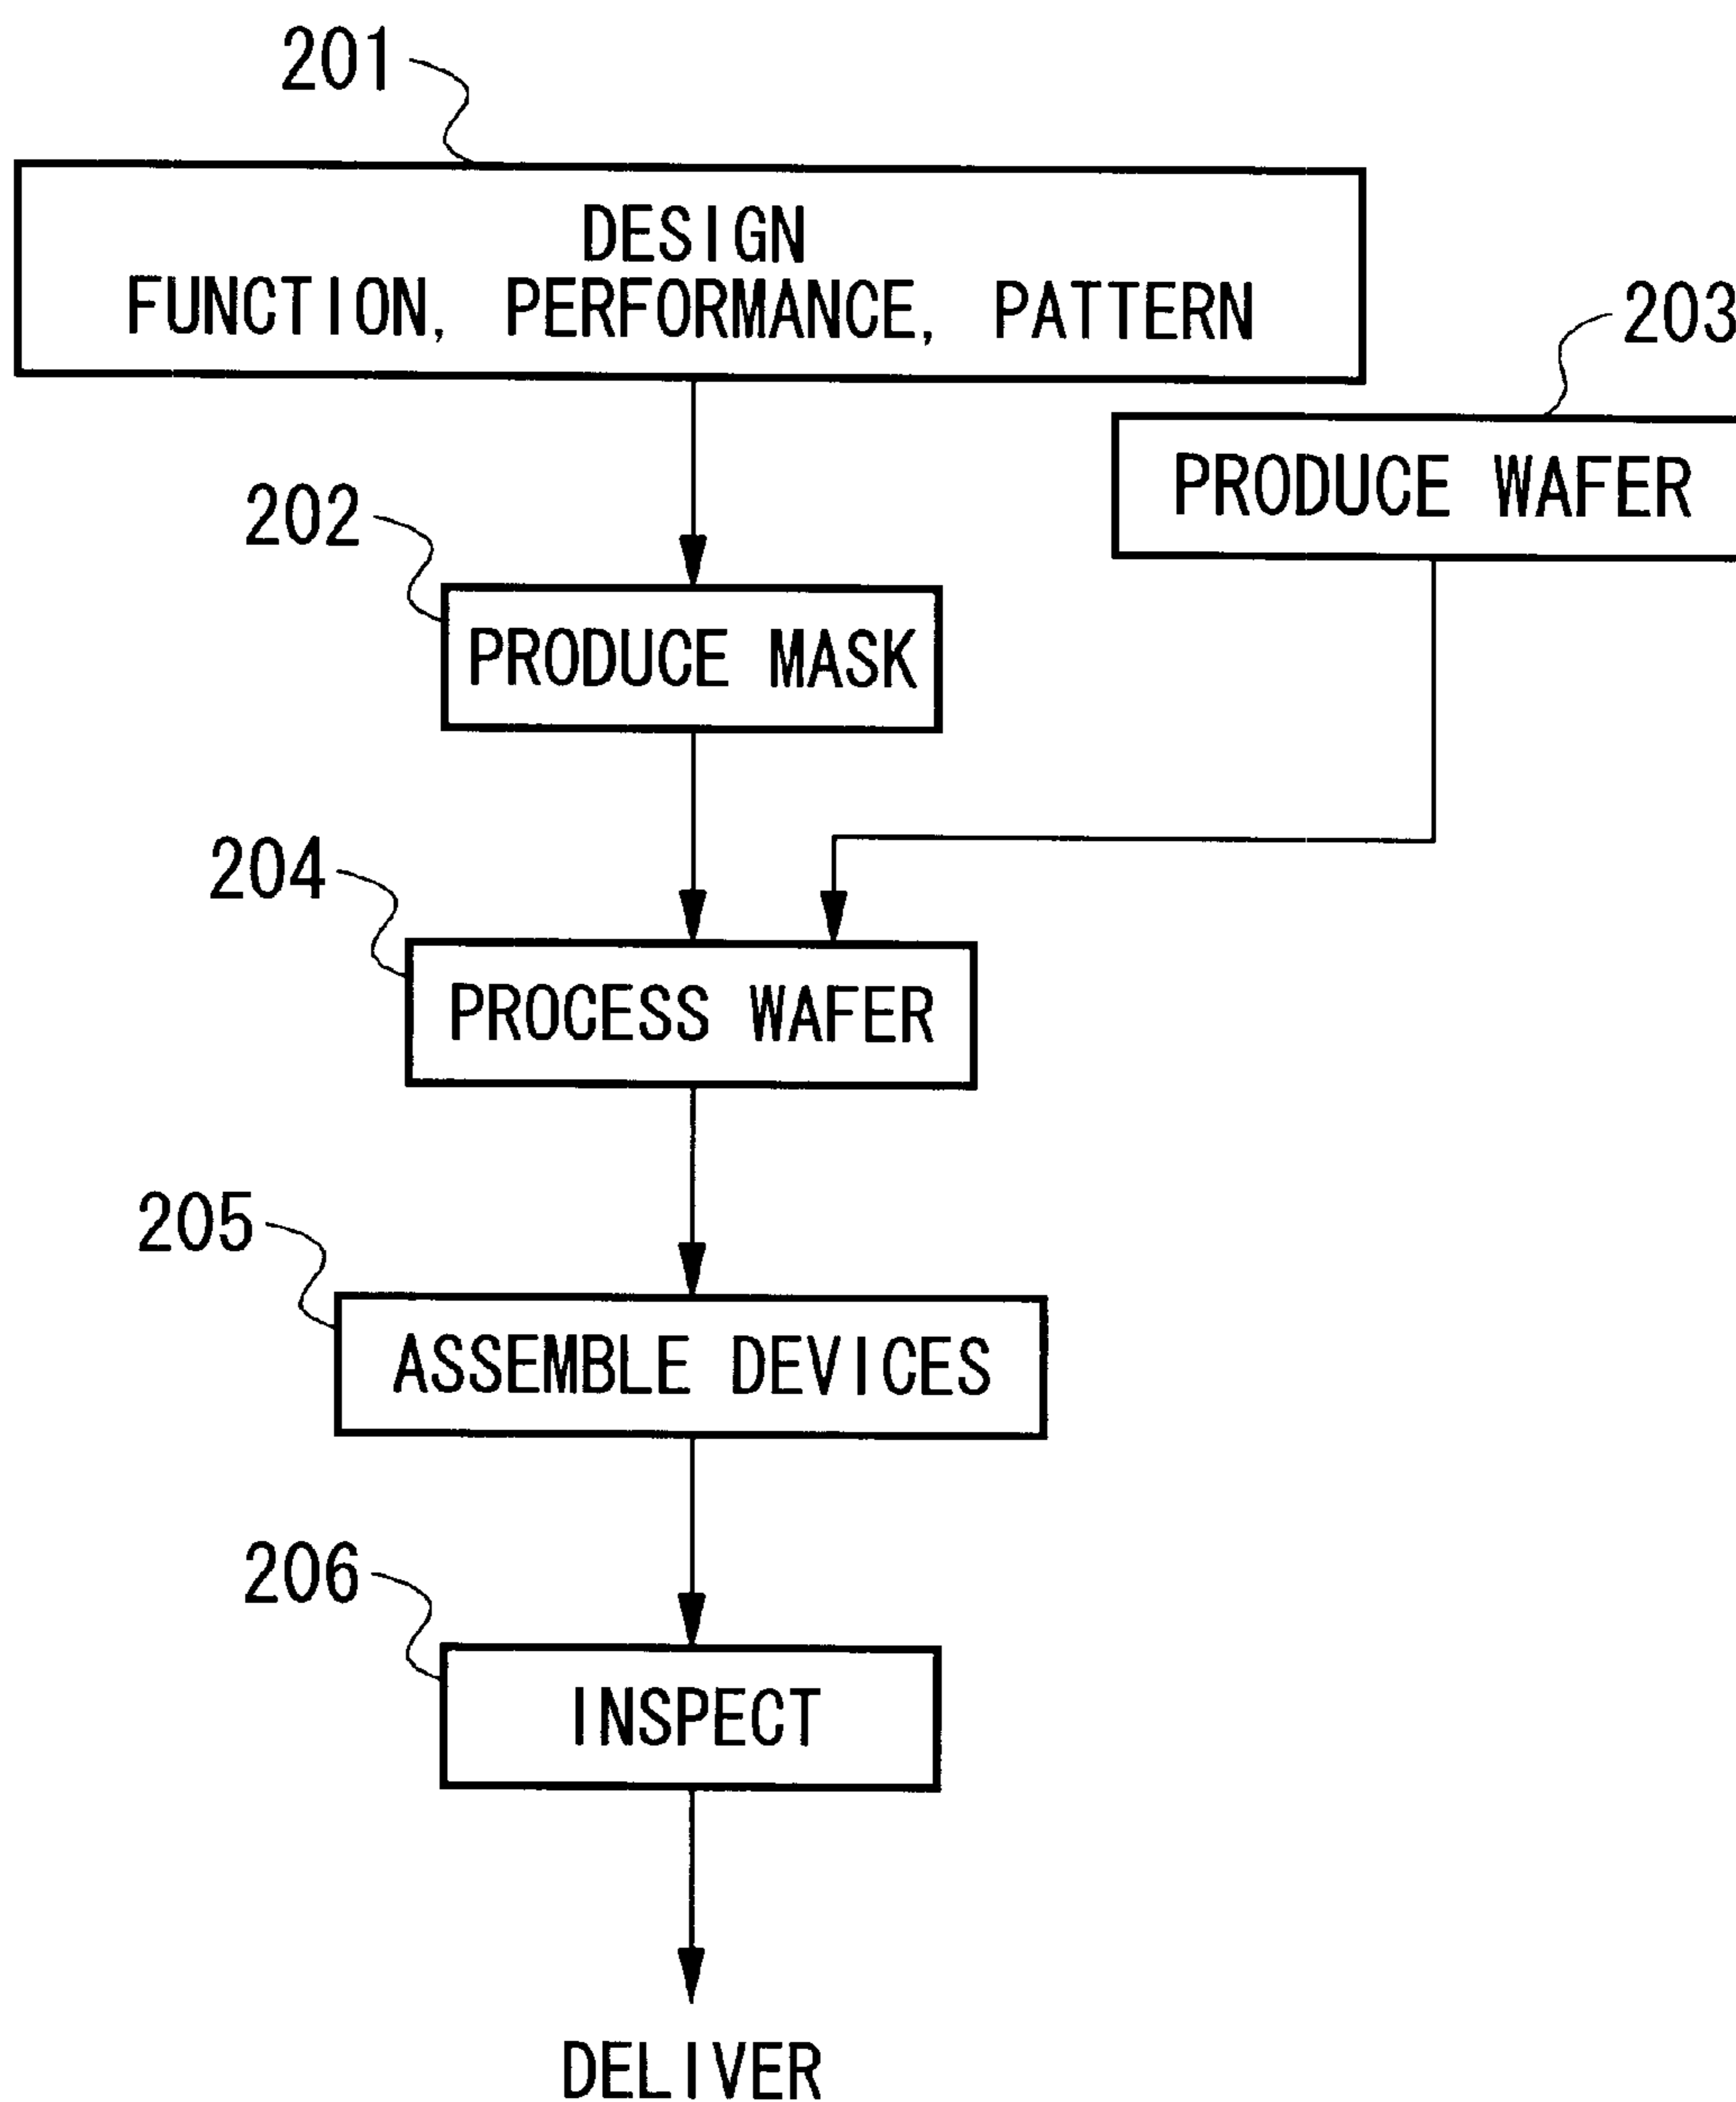 201
DESIGN
FUNCTION, PERFORMANCE, PATTERN
203
PRODUCE WAFER
202
PRODUCE MASK
204
PROCESS WAFER
205
ASSEMBLE DEVICES
206
INSPECT
DELIVER